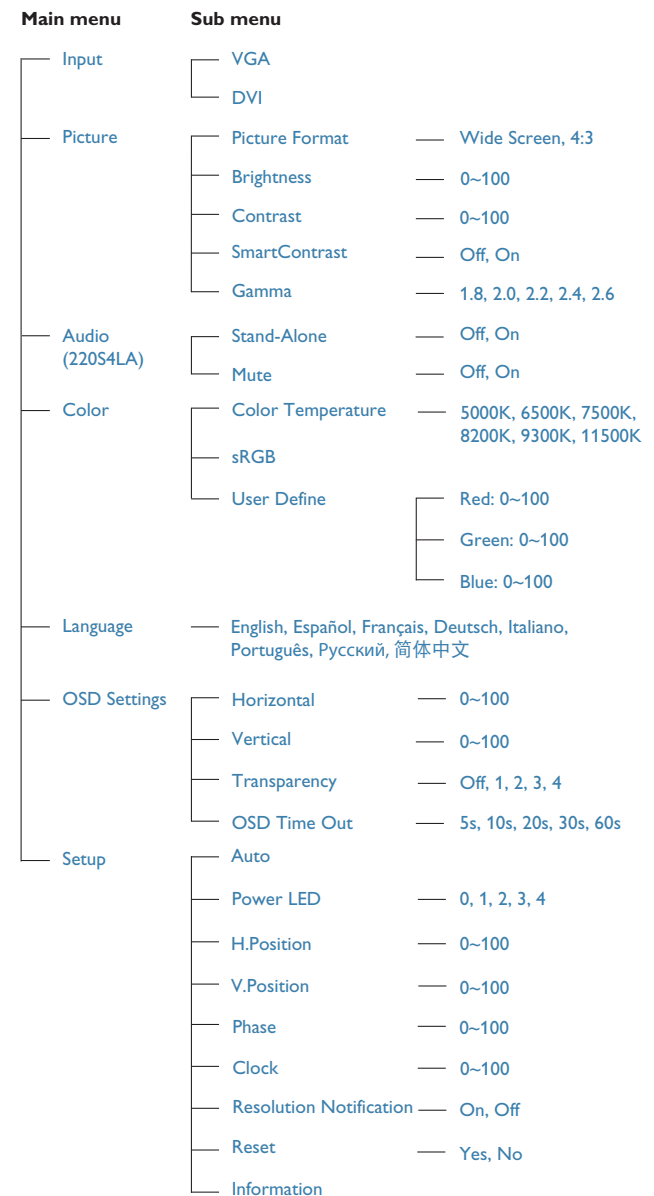 Main menu Sub menu
Input VGA
DVI
Picture Picture Format Wide Screen, 4:3
Brightness 0~100
Contrast 0~100
SmartContrast Off, On
Gamma 1.8, 2.0, 2.2, 2.4, 2.6
Audio Stand-Alone Off, On
(220S4LA)
Mute Off, On
Color Color Temperature 5000K, 6500K, 7500K,
8200K, 9300K, 11500K
sRGB
User Define Red: 0~100
Green: 0~100
Blue: 0~100
Language English, Español, Français, Deutsch, Italiano,
Português, Русский, 简体中文
OSD Settings Horizontal 0~100
Vertical 0~100
Transparency Off, 1, 2, 3, 4
OSD Time Out 5s, 10s, 20s, 30s, 60s
Setup Auto
Power LED 0, 1, 2, 3, 4
H.Position 0~100
V.Position 0~100
Phase 0~100
Clock 0~100
Resolution Notification On, Off
Reset Yes, No
Information